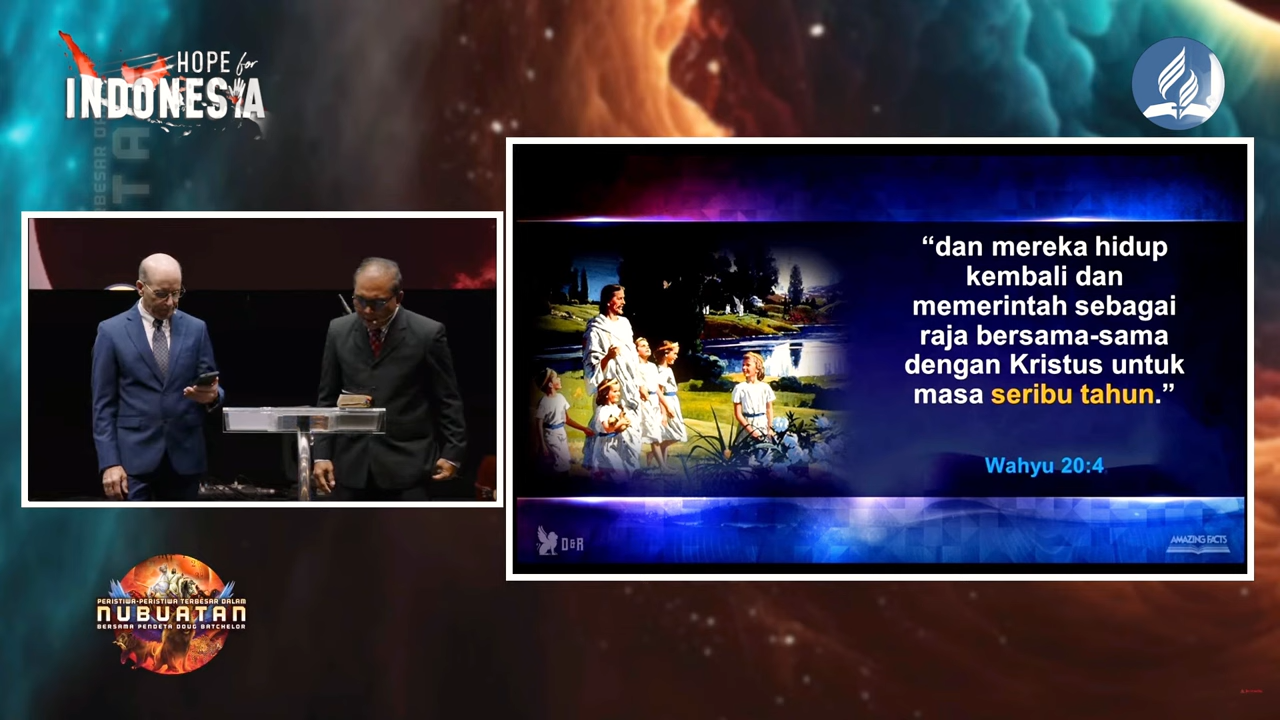 HOPE for
INDONESIA
“dan mereka hidup
kembali dan
memerintah sebagai
raja bersama-sama
dengan Kristus untuk
masa seribu tahun.”
Wahyu 20:4
D&R
AMAZING FACTS
PERISTIWA-PERISTIWA TERBESAR DALAM
NUBUATAN
BERSAMA PENDETA DOUG BATCHELOR